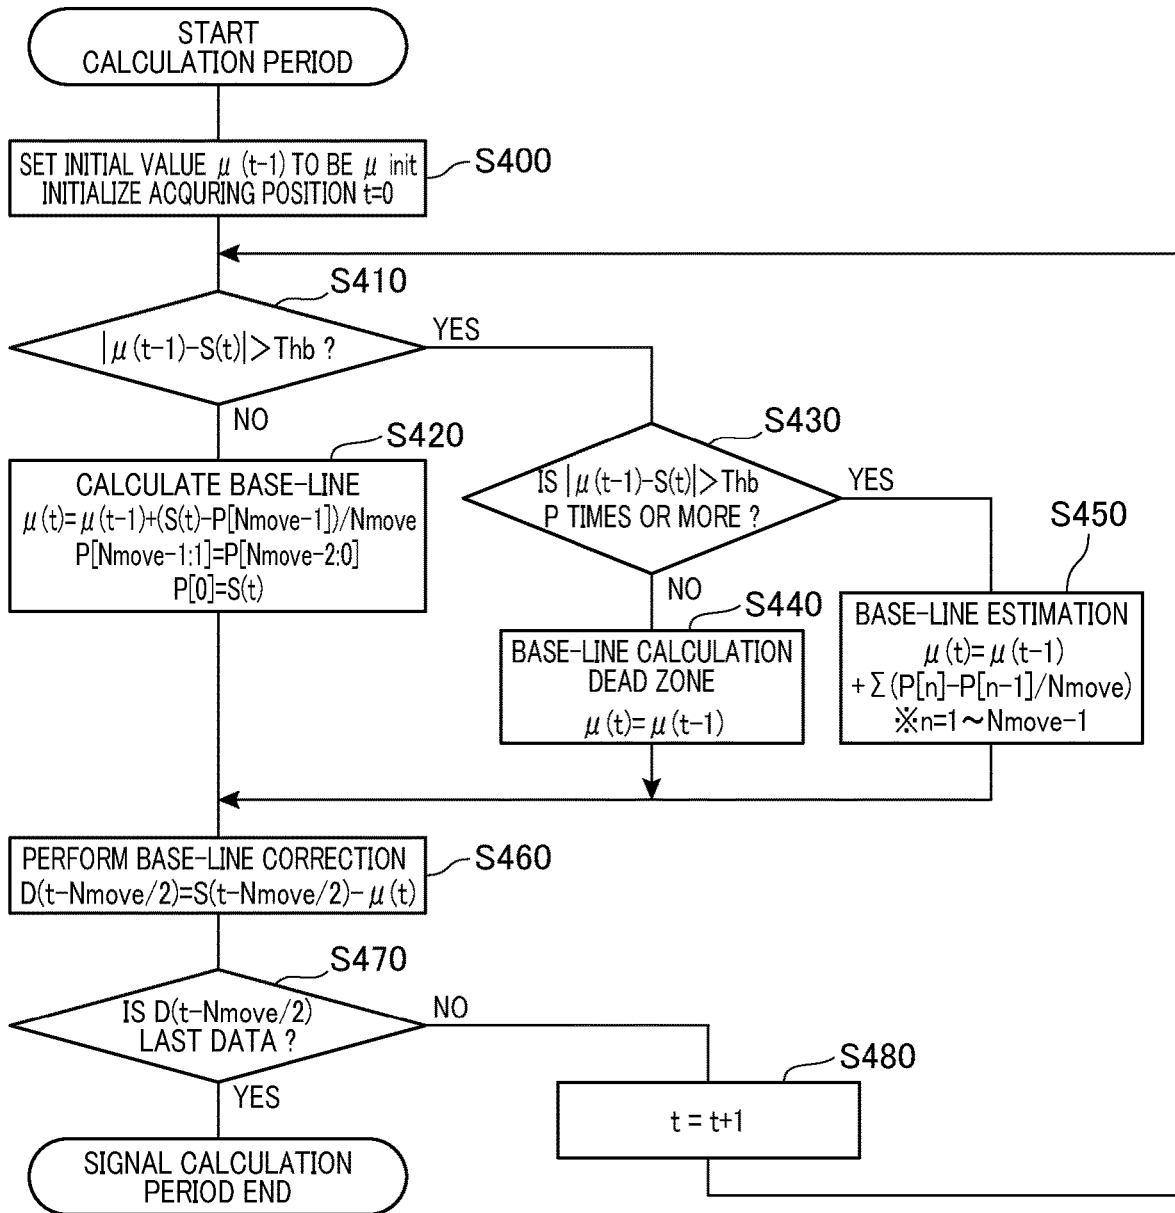 START
CALCULATION PERIOD
SET INITIAL VALUE μ (t-1) TO BE μ init
INITIALIZE ACQURING POSITION t=0
S400
S410
|μ(t-1)-S(t)|>Thb ?
YES
NO
S420
CALCULATE BASE-LINE
μ(t)=μ(t-1)+(S(t)-P[Nmove-1])/Nmove
P[Nmove-1:1]=P[Nmove-2:0]
P[0]=S(t)
S430
IS |μ(t-1)-S(t)|>Thb
P TIMES OR MORE ?
YES
NO
S440
BASE-LINE CALCULATION
DEAD ZONE
μ(t)=μ(t-1)
S450
BASE-LINE ESTIMATION
μ(t)=μ(t-1)
+Σ(P[n]-P[n-1]/Nmove)
※n=1～Nmove-1
PERFORM BASE-LINE CORRECTION
D(t-Nmove/2)=S(t-Nmove/2)-μ(t)
S460
S470
IS D(t-Nmove/2)
LAST DATA ?
NO
YES
S480
t = t+1
SIGNAL CALCULATION
PERIOD END